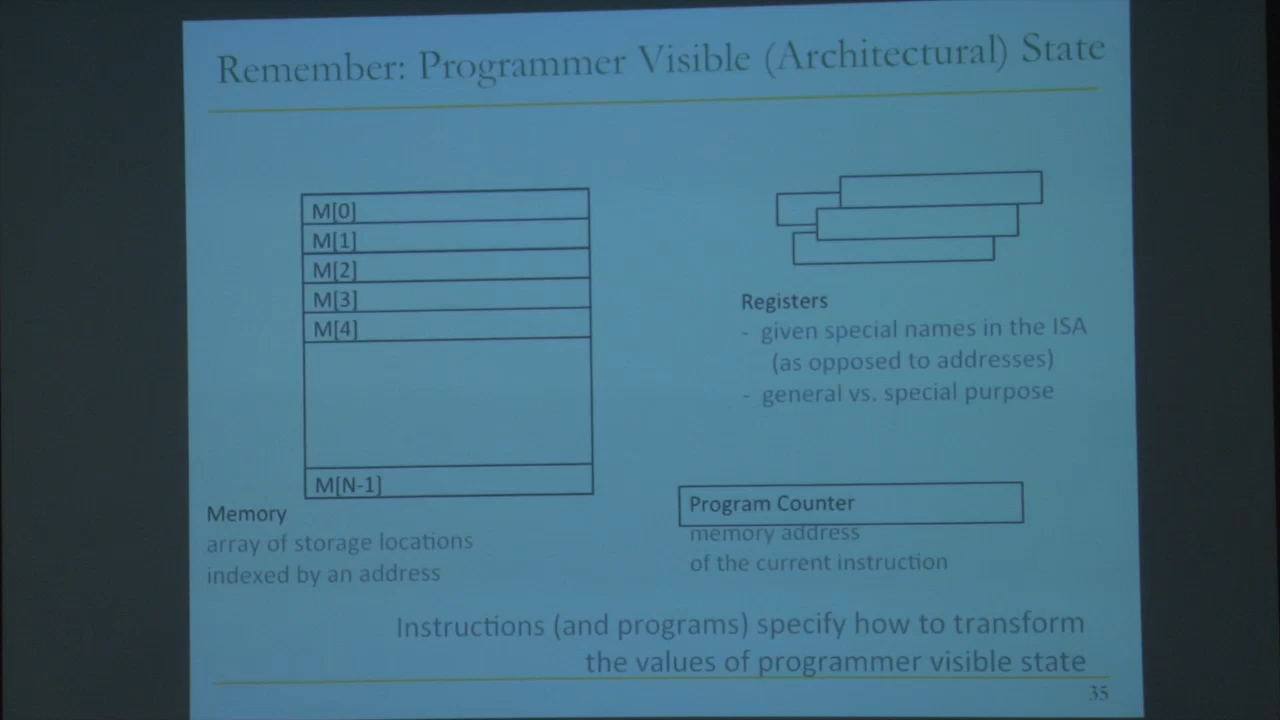 Remember: Programmer Visible (Architectural) State
M[0]
M[1]
M[2]
M[3]
M[4]
M[N-1]
Memory
array of storage locations
indexed by an address
Registers
- given special names in the ISA
(as opposed to addresses)
- general vs. special purpose
Program Counter
memory address
of the current instruction
Instructions (and programs) specify how to transform
the values of programmer visible state
35